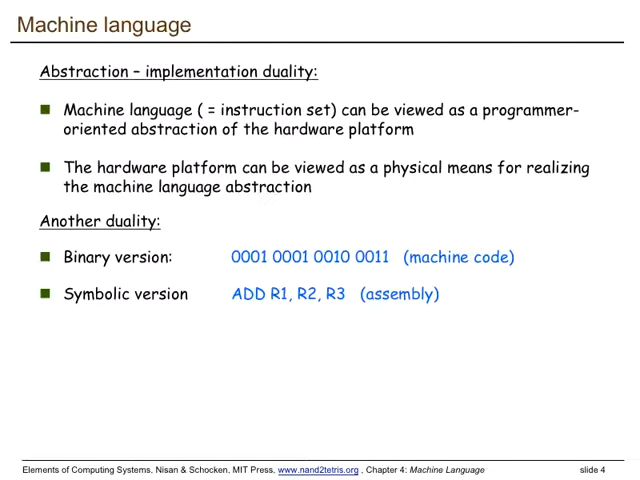 Machine language
Abstraction – implementation duality:
Machine language ( = instruction set) can be viewed as a programmer-
oriented abstraction of the hardware platform
The hardware platform can be viewed as a physical means for realizing
the machine language abstraction
Another duality:
Binary version: 0001 0001 0010 0011 (machine code)
Symbolic version ADD R1, R2, R3 (assembly)
Elements of Computing Systems, Nisan & Schocken, MIT Press, www.nand2tetris.org , Chapter 4: Machine Language slide 4